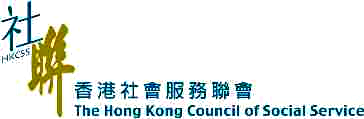 社
HKCSS
聯
香港社會服務聯會
The Hong Kong Council of Social Service